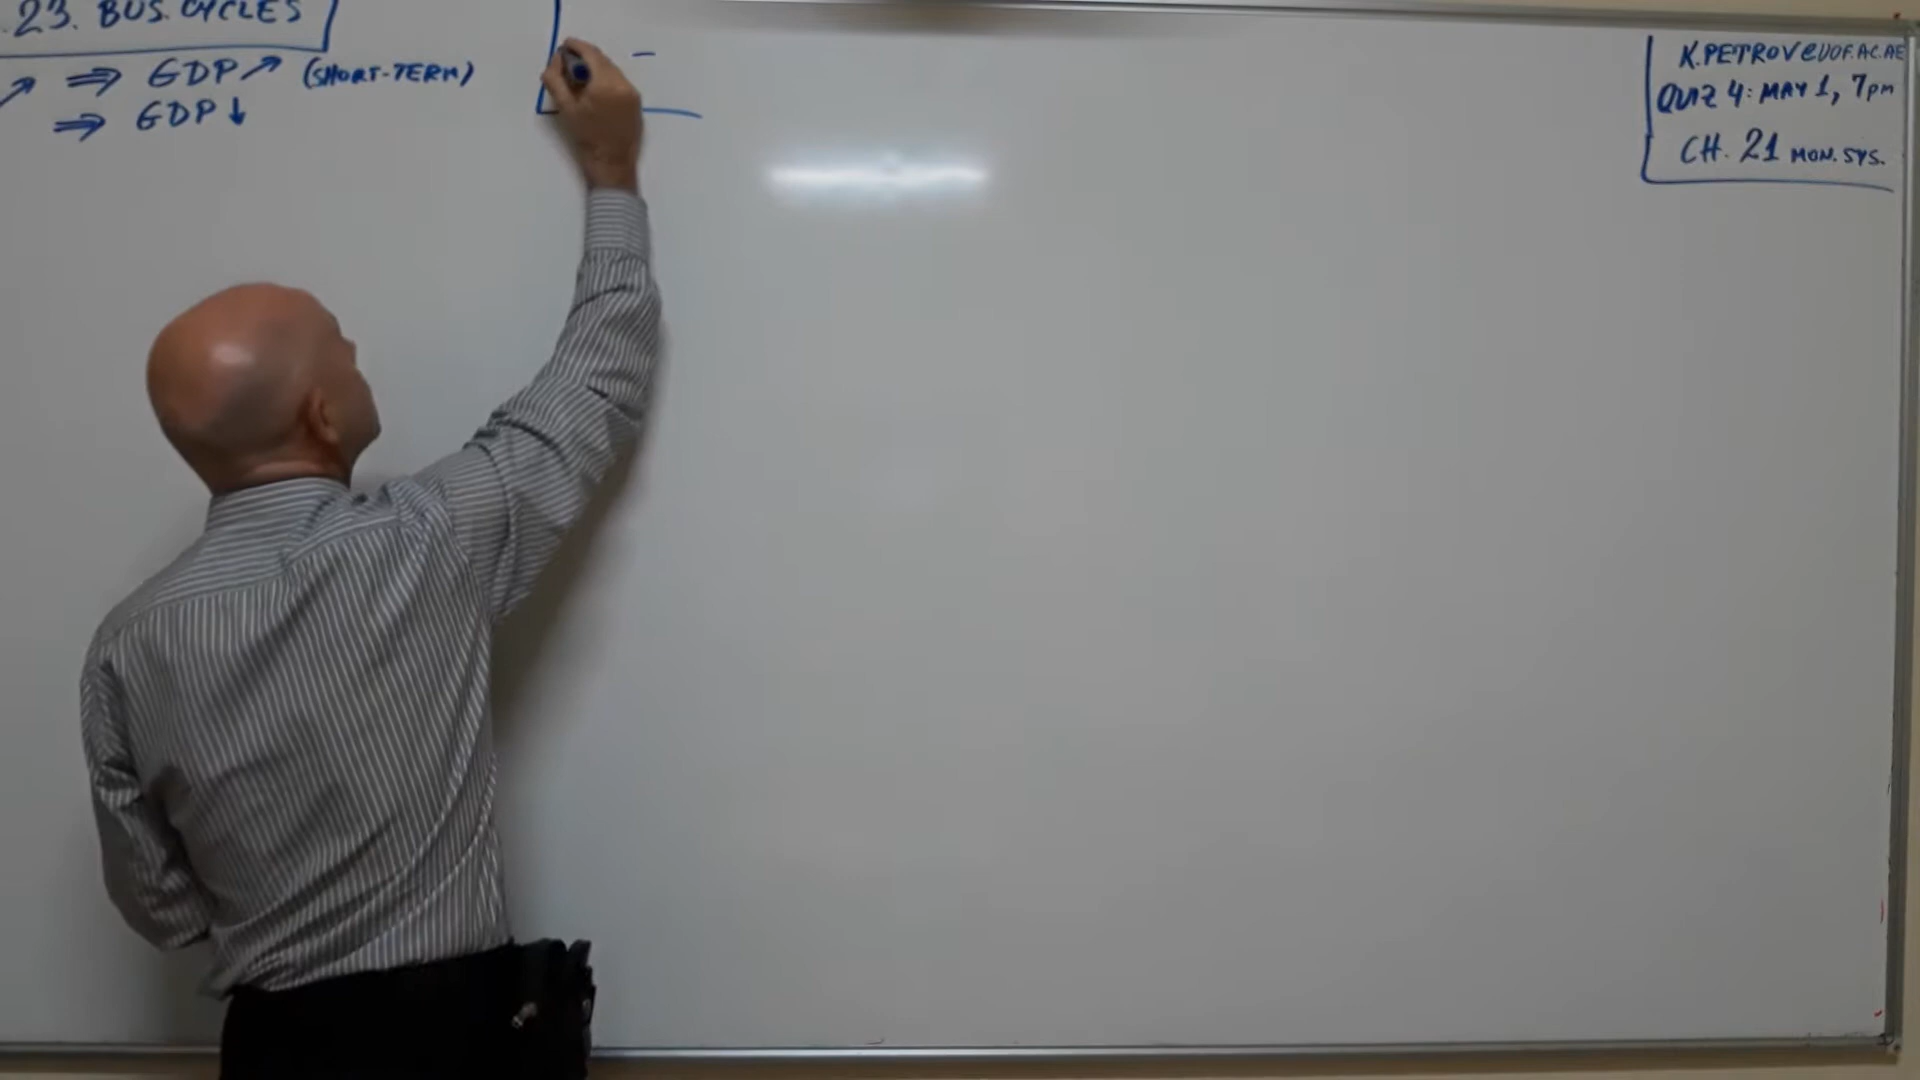 .23. BUS. CYCLES
↗ ⇒ GDP ↗ (SHORT-TERM)
⇒ GDP ↓
K.PETROV@UOF.AC.AE
QUIZ 4: MAY 1, 7pm
CH. 21 MON. SYS.